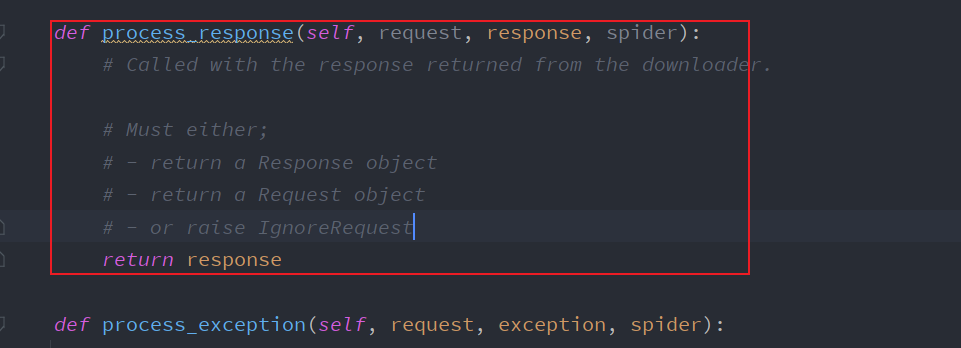 def process_response(self, request, response, spider):
# Called with the response returned from the downloader.
# Must either;
# - return a Response object
# - return a Request object
# - or raise IgnoreRequest
return response
def process_exception(self, request, exception, spider):